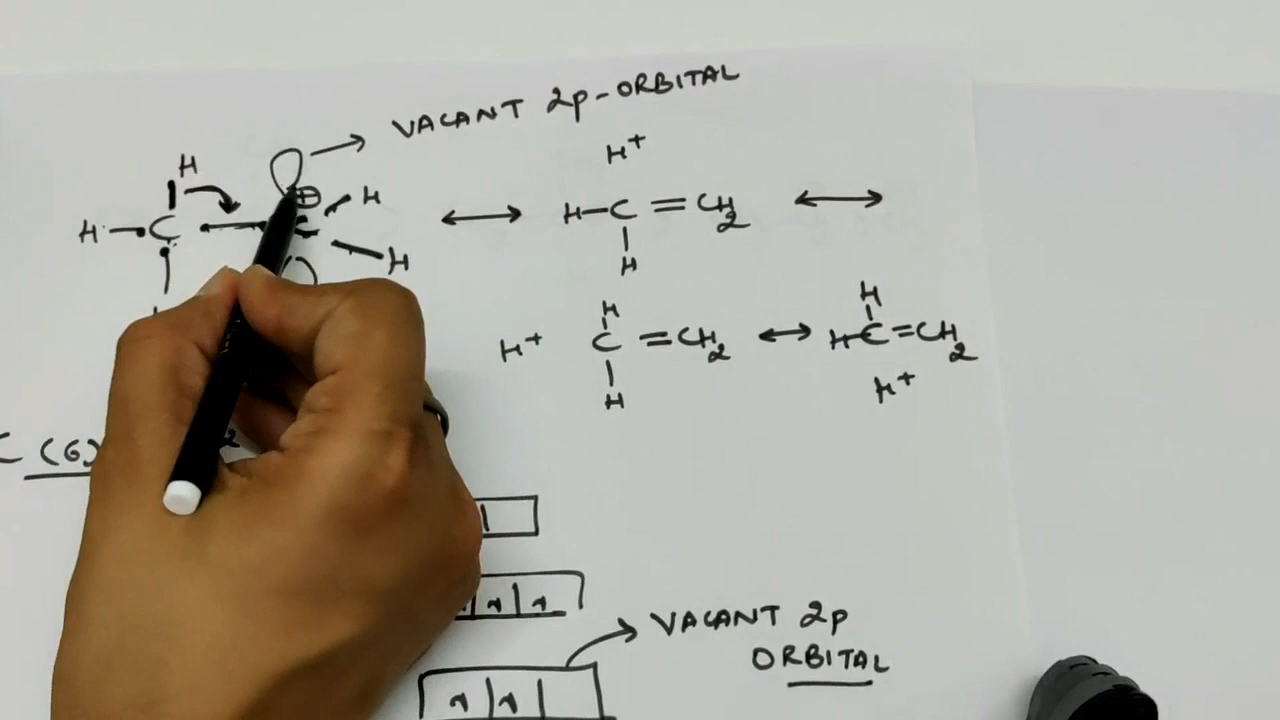 VACANT 2p-ORBITAL
H H+
H-C-C⊕ H ↔ H-C=CH2 ↔
H H
H H
H+ C=CH2 ↔ H-C=CH2
H H+
C (6)
VACANT 2p
ORBITAL